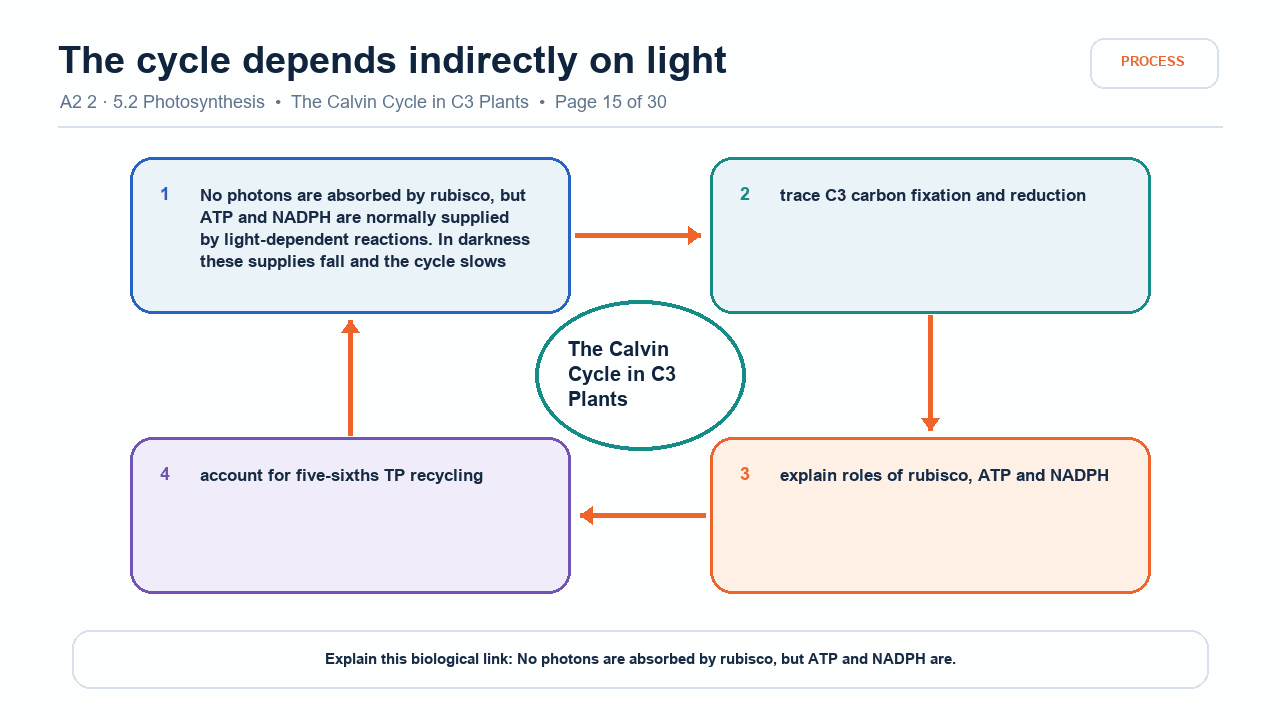 The cycle depends indirectly on light
PROCESS
A2 2 · 5.2 Photosynthesis • The Calvin Cycle in C3 Plants • Page 15 of 30
1
No photons are absorbed by rubisco, but
ATP and NADPH are normally supplied
by light-dependent reactions. In darkness
these supplies fall and the cycle slows
2
trace C3 carbon fixation and reduction
The Calvin
Cycle in C3
Plants
4
account for five-sixths TP recycling
3
explain roles of rubisco, ATP and NADPH
Explain this biological link: No photons are absorbed by rubisco, but ATP and NADPH are.